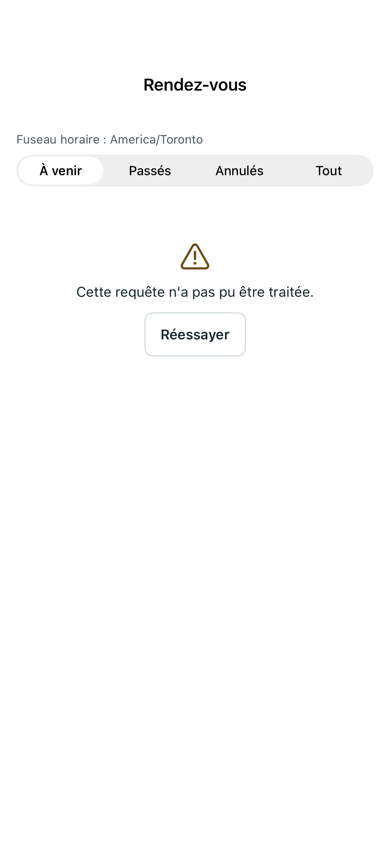 Rendez-vous
Fuseau horaire : America/Toronto
À venir
Passés
Annulés
Tout
Cette requête n'a pas pu être traitée.
Réessayer